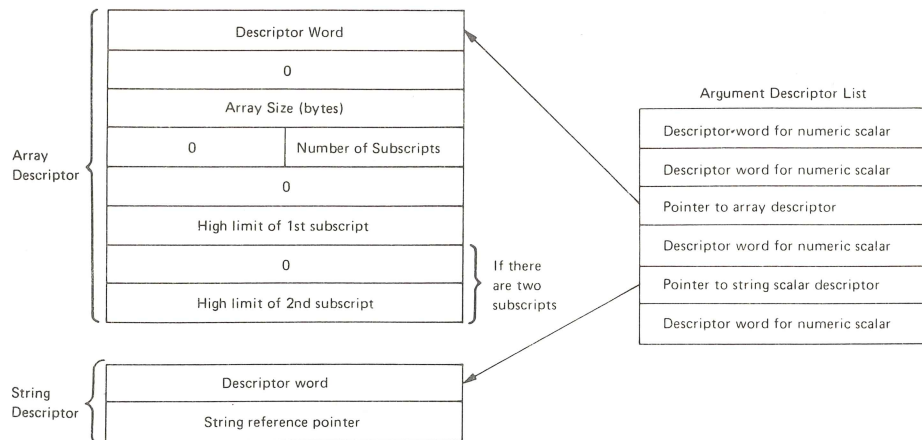 Array
Descriptor
Descriptor Word
0
Array Size (bytes)
0 Number of Subscripts
0
High limit of 1st subscript
0
High limit of 2nd subscript
If there
are two
subscripts
String
Descriptor
Descriptor word
String reference pointer
Argument Descriptor List
Descriptor word for numeric scalar
Descriptor word for numeric scalar
Pointer to array descriptor
Descriptor word for numeric scalar
Pointer to string scalar descriptor
Descriptor word for numeric scalar